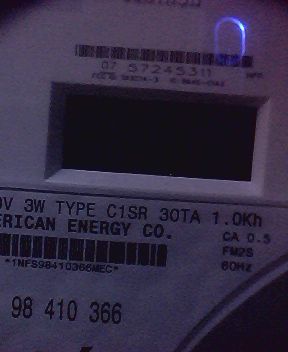 07 57245311
0V 3W TYPE C1SR 30TA 1.0Kh
ERICAN ENERGY CO.
CA 0.5
FM2S
60Hz
*1NFS98410366MEC*
98 410 366